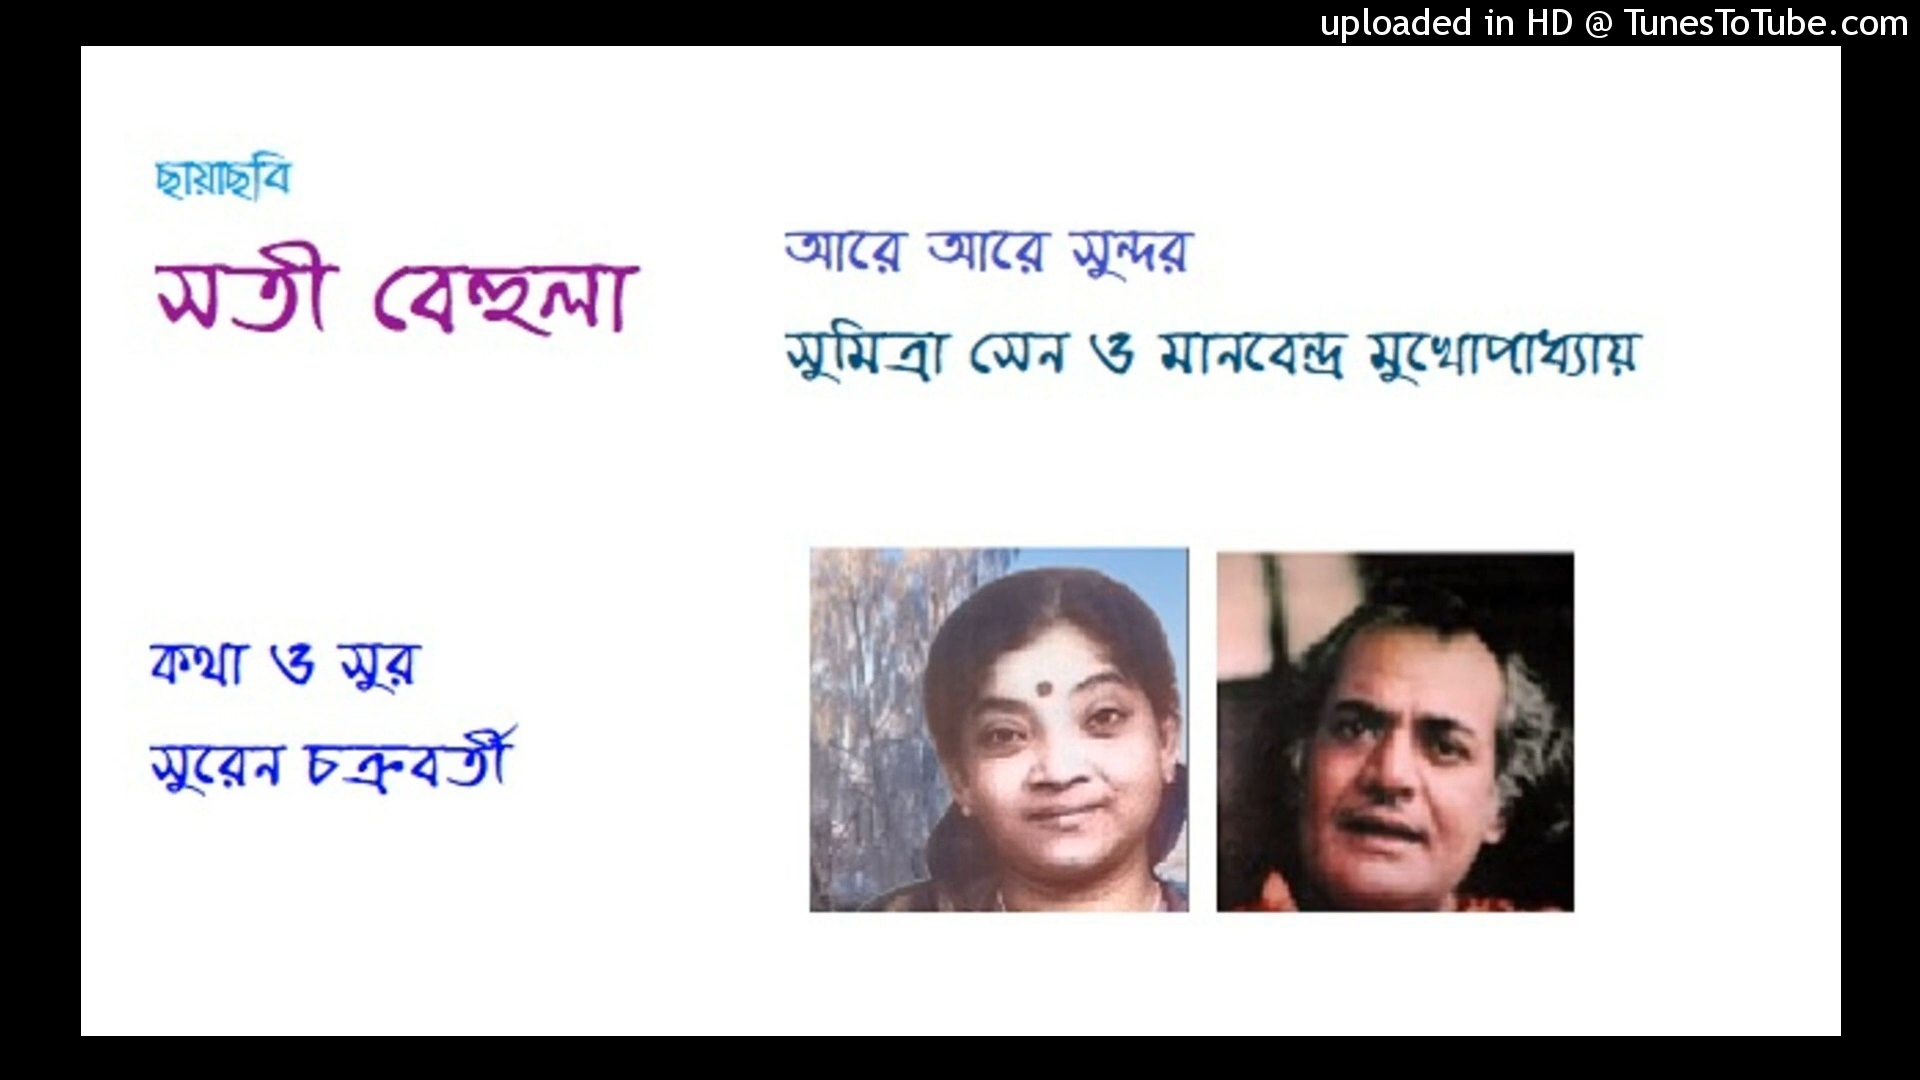 uploaded in HD @ TunesToTube.com
ছায়াছবি
সতী বেহুলা
আরে আরে সুন্দর
সুমিত্রা সেন ও মানবেন্দ্র মুখোপাধ্যায়
কথা ও সুর
সুরেন চক্রবর্তী